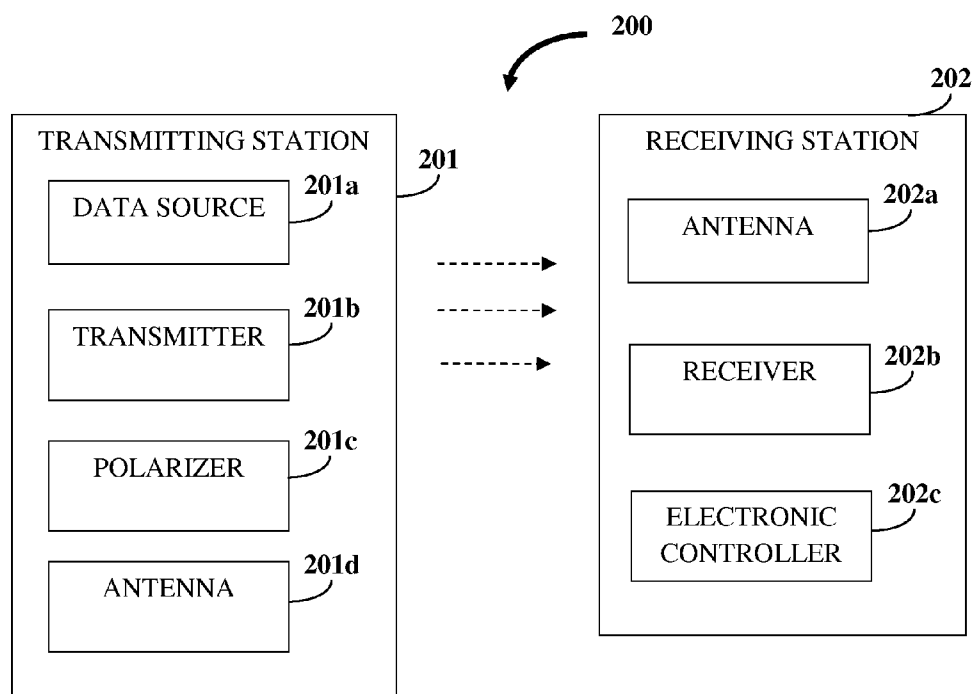 200
TRANSMITTING STATION
201
DATA SOURCE
201a
TRANSMITTER
201b
POLARIZER
201c
ANTENNA
201d
202
RECEIVING STATION
ANTENNA
202a
RECEIVER
202b
ELECTRONIC
CONTROLLER
202c